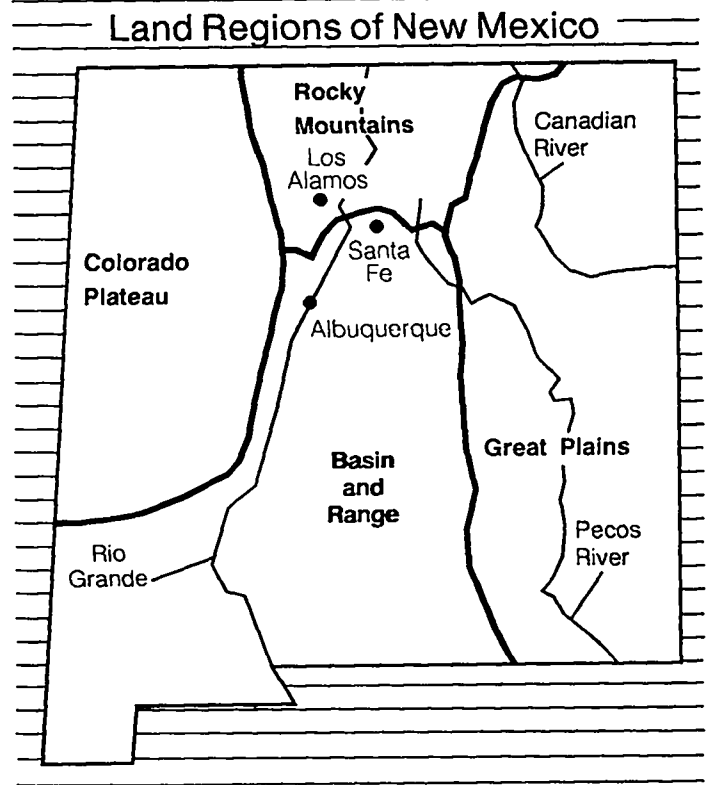 Land Regions of New Mexico
Rocky
Mountains
Canadian
River
Los
Alamos
Colorado
Plateau
Santa
Fe
Albuquerque
Great Plains
Basin
and
Range
Pecos
River
Rio
Grande